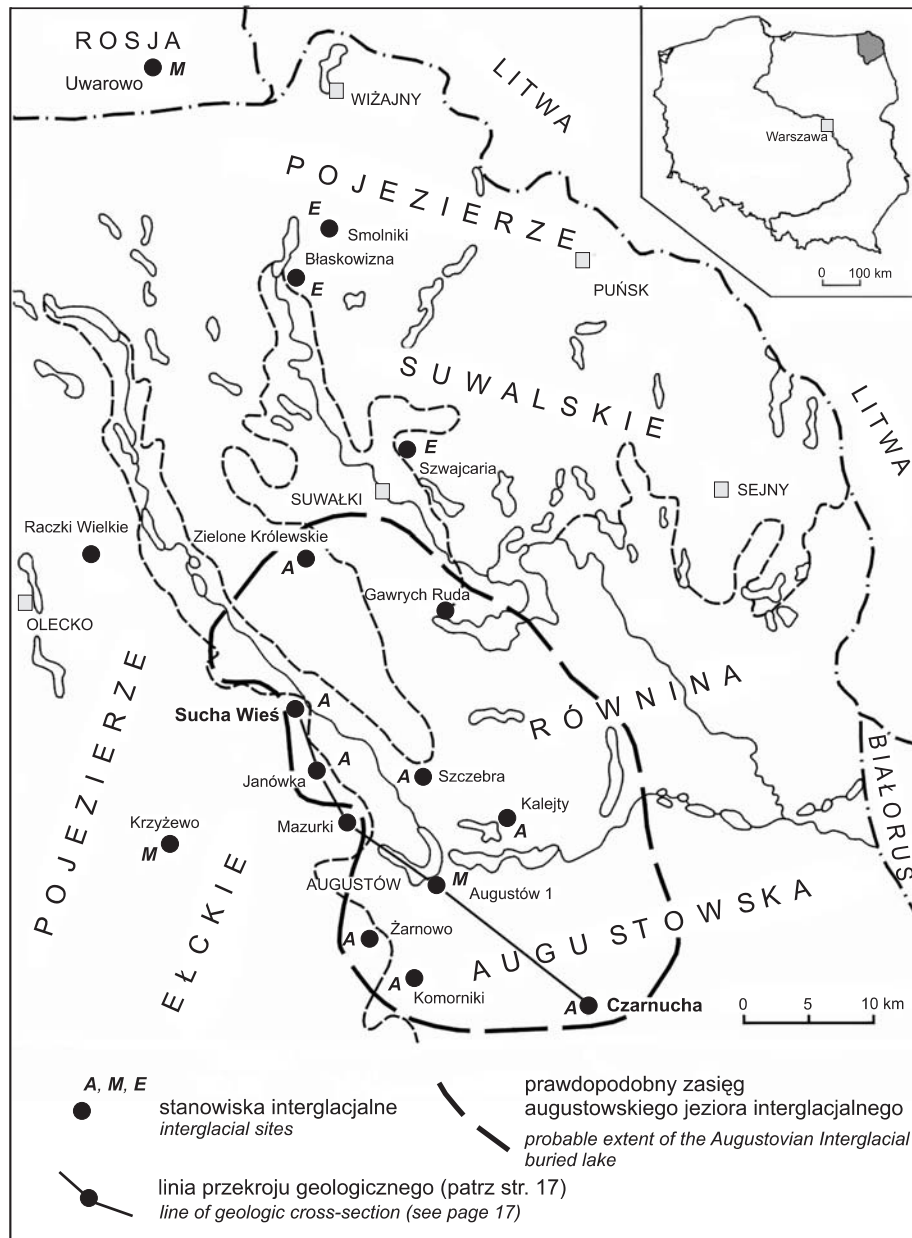 ROSJA
Uwarowo
M
WIŻAJNY
LITWA
Warszawa
0 100 km
POJEZIERZE
SUWALSKIE
E
Smolniki
Błaskowizna
E
PUŃSK
LITWA
E
Szwajcaria
SUWAŁKI
SEJNY
Raczki Wielkie
Zielone Królewskie
A
Gawrych Ruda
OLECKO
POJEZIERZE
EŁCKIE
RÓWNINA
AUGUSTOWSKA
BIAŁORUŚ
Sucha Wieś
A
Janówka
A
A
Szczebra
Kalejty
A
Krzyżewo
M
Mazurki
AUGUSTÓW
M
Augustów 1
Żarnowo
A
A
Komorniki
A
Czarnucha
0 5 10 km
A, M, E
stanowiska interglacjalne
interglacial sites
linia przekroju geologicznego (patrz str. 17)
line of geologic cross-section (see page 17)
prawdopodobny zasięg
augustowskiego jeziora interglacjalnego
probable extent of the Augustovian Interglacial
buried lake